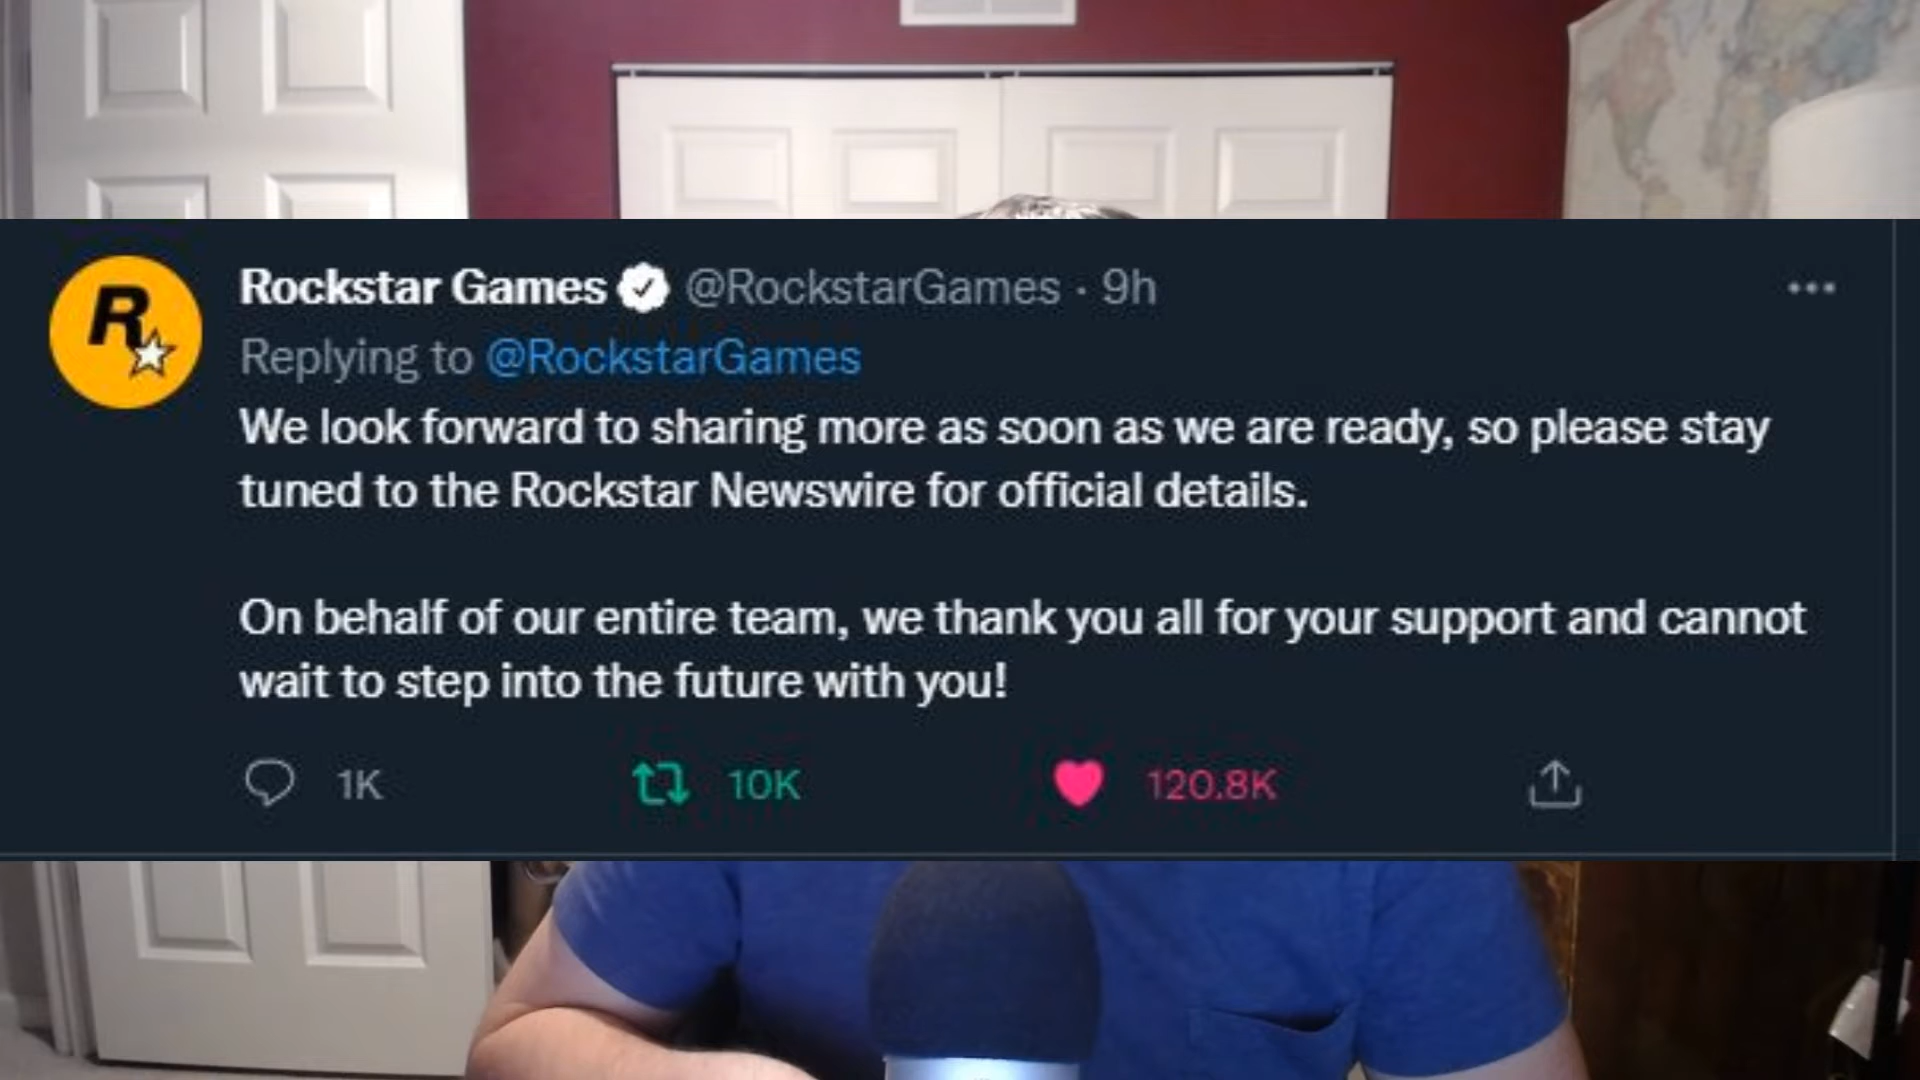 R
Rockstar Games @RockstarGames · 9h
Replying to @RockstarGames
We look forward to sharing more as soon as we are ready, so please stay
tuned to the Rockstar Newswire for official details.
On behalf of our entire team, we thank you all for your support and cannot
wait to step into the future with you!
1K 10K 120.8K